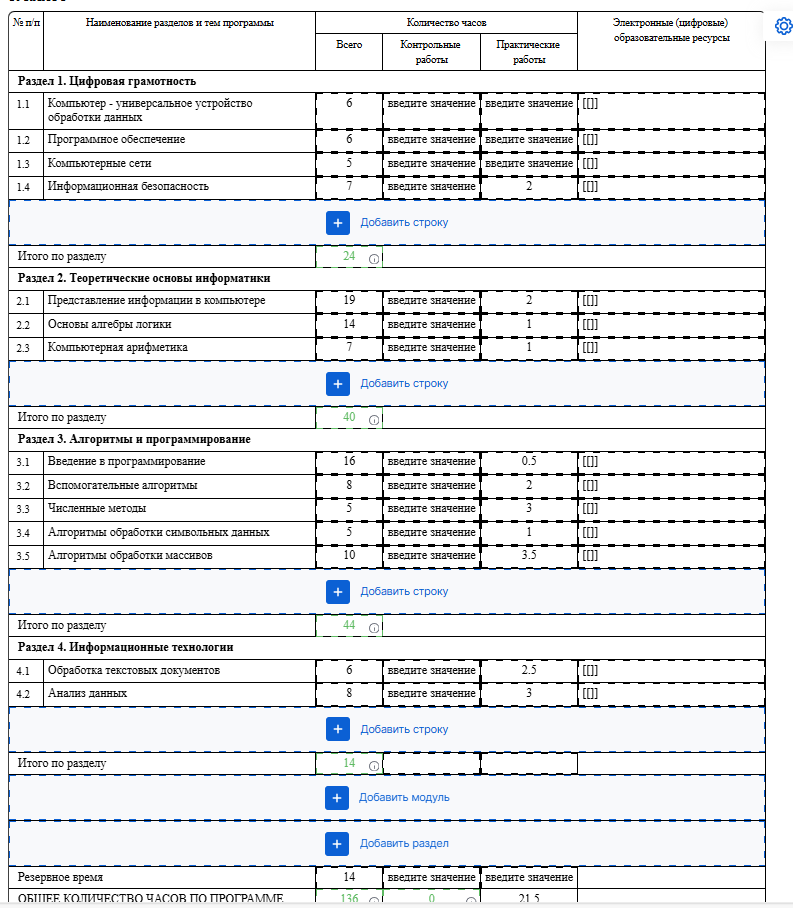 № п/п Наименование разделов и тем программы Количество часов Электронные (цифровые) образовательные ресурсы
Всего Контрольные работы Практические работы
Раздел 1. Цифровая грамотность
1.1 Компьютер - универсальное устройство обработки данных 6 введите значение введите значение [[]]
1.2 Программное обеспечение 6 введите значение введите значение [[]]
1.3 Компьютерные сети 5 введите значение введите значение [[]]
1.4 Информационная безопасность 7 введите значение 2 [[]]
+ Добавить строку
Итого по разделу 24
Раздел 2. Теоретические основы информатики
2.1 Представление информации в компьютере 19 введите значение 2 [[]]
2.2 Основы алгебры логики 14 введите значение 1 [[]]
2.3 Компьютерная арифметика 7 введите значение 1 [[]]
+ Добавить строку
Итого по разделу 40
Раздел 3. Алгоритмы и программирование
3.1 Введение в программирование 16 введите значение 0.5 [[]]
3.2 Вспомогательные алгоритмы 8 введите значение 2 [[]]
3.3 Численные методы 5 введите значение 3 [[]]
3.4 Алгоритмы обработки символьных данных 5 введите значение 1 [[]]
3.5 Алгоритмы обработки массивов 10 введите значение 3.5 [[]]
+ Добавить строку
Итого по разделу 44
Раздел 4. Информационные технологии
4.1 Обработка текстовых документов 6 введите значение 2.5 [[]]
4.2 Анализ данных 8 введите значение 3 [[]]
+ Добавить строку
Итого по разделу 14
+ Добавить модуль
+ Добавить раздел
Резервное время 14 введите значение введите значение
ОБЩЕЕ КОЛИЧЕСТВО ЧАСОВ ПО ПРОГРАММЕ 136 0 21.5